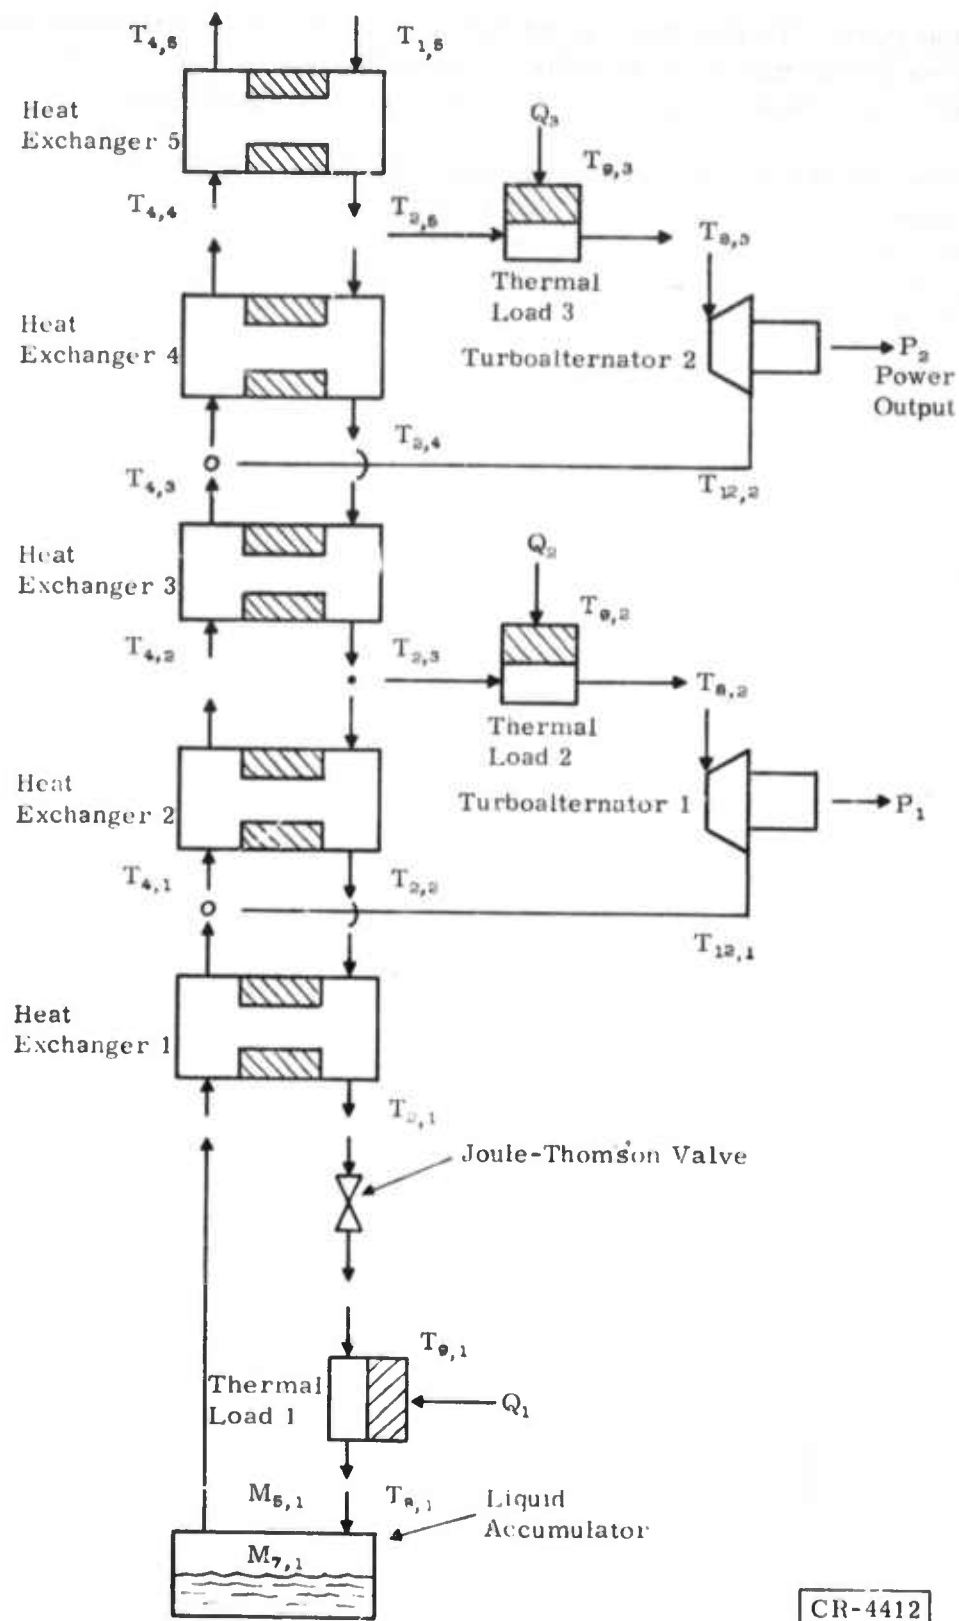 T4,5
T1,5
Heat
Exchanger 5
Q3
T9,3
T4,4
T2,5
T8,3
Thermal
Load 3
Heat
Exchanger 4
Turboalternator 2
P2
Power
Output
T2,4
T4,3
T12,2
Heat
Exchanger 3
Q2
T9,2
T4,2
T2,3
T8,2
Thermal
Load 2
Heat
Exchanger 2
Turboalternator 1
P1
T4,1
T2,2
T12,1
Heat
Exchanger 1
T2,1
Joule-Thomson Valve
T9,1
Thermal
Load 1
Q1
M5,1
T8,1
Liquid
Accumulator
M7,1
CR-4412